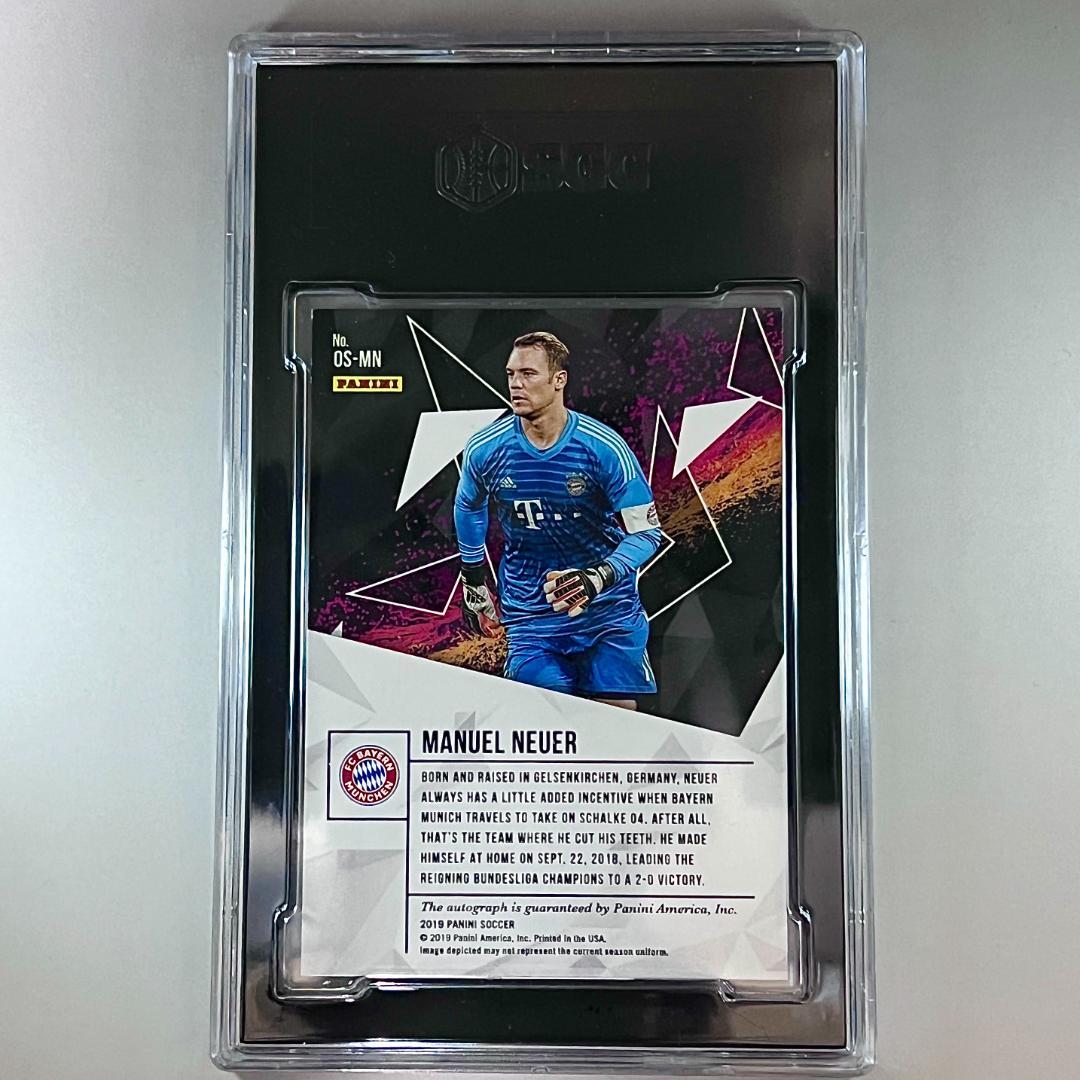 SGC
No.
OS-MN
PANINI
adidas
T
FC BAYERN
MÜNCHEN
MANUEL NEUER
BORN AND RAISED IN GELSENKIRCHEN, GERMANY, NEUER
ALWAYS HAS A LITTLE ADDED INCENTIVE WHEN BAYERN
MUNICH TRAVELS TO TAKE ON SCHALKE 04. AFTER ALL,
THAT'S THE TEAM WHERE HE CUT HIS TEETH. HE MADE
HIMSELF AT HOME ON SEPT. 22, 2018, LEADING THE
REIGNING BUNDESLIGA CHAMPIONS TO A 2-0 VICTORY.
The autograph is guaranteed by Panini America, Inc.
2019 PANINI SOCCER
© 2019 Panini America, Inc. Printed in the USA.
Image depicted may not represent the current season uniform.